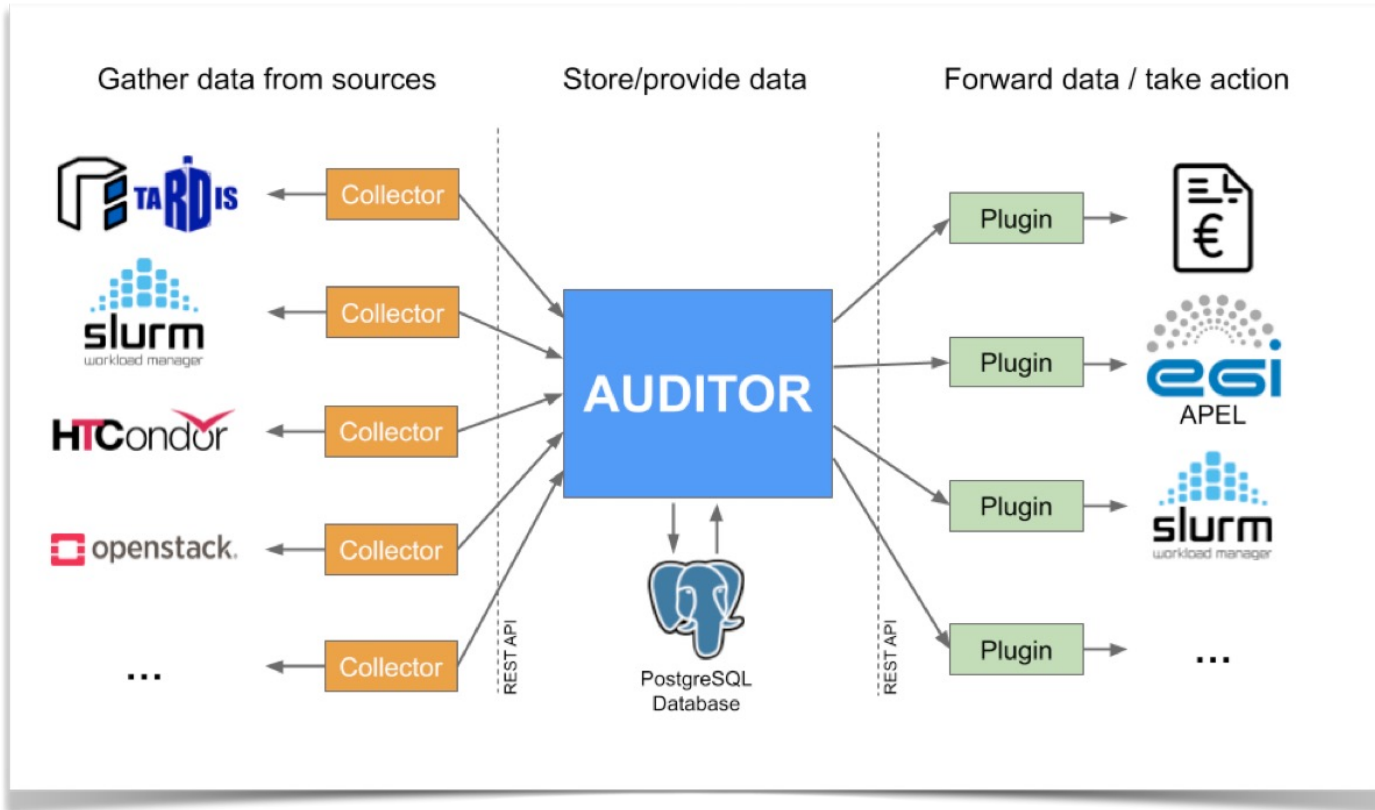 Gather data from sources
Store/provide data
Forward data / take action
TARDIS
Collector
slurm
workload manager
Collector
HTCondor
Collector
openstack.
Collector
...
Collector
REST API
AUDITOR
PostgreSQL
Database
REST API
Plugin
€
Plugin
egi
APEL
Plugin
slurm
workload manager
Plugin
...